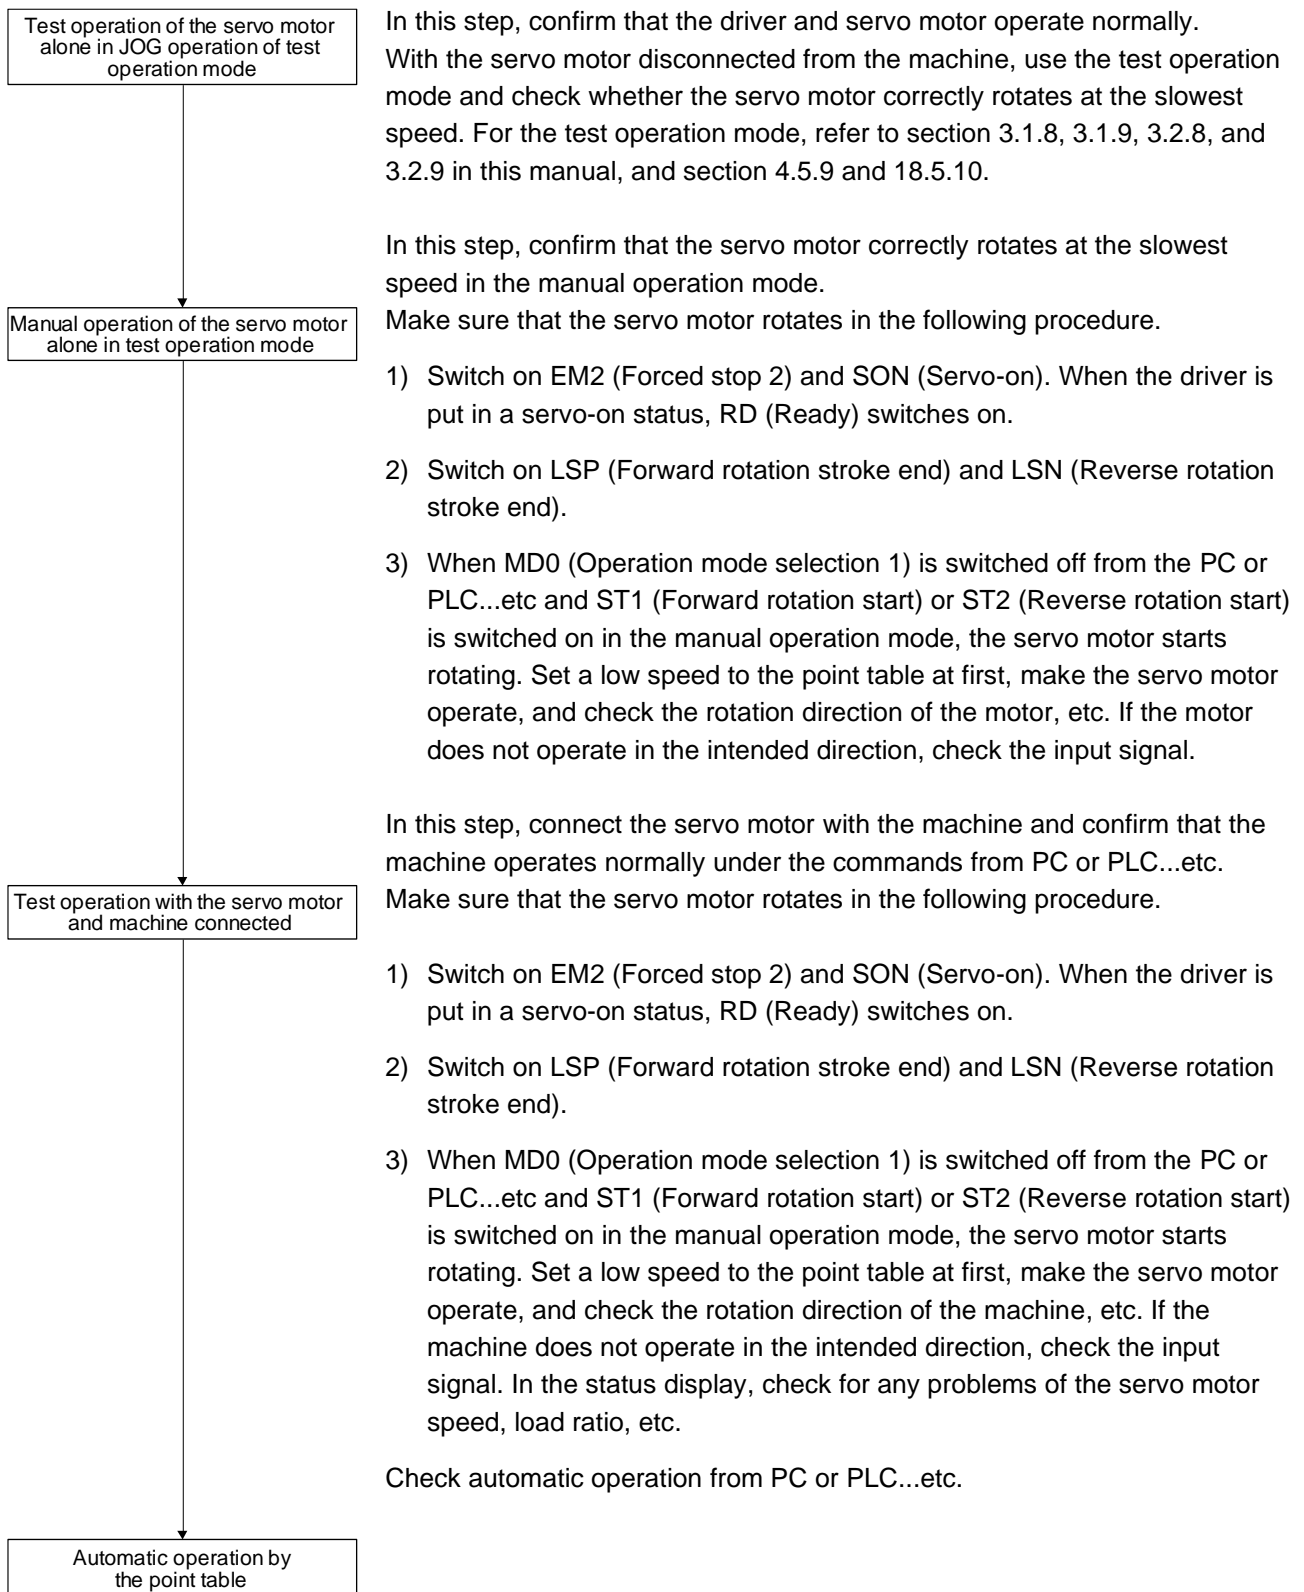 Test operation of the servo motor
alone in JOG operation of test
operation mode
In this step, confirm that the driver and servo motor operate normally.
With the servo motor disconnected from the machine, use the test operation
mode and check whether the servo motor correctly rotates at the slowest
speed. For the test operation mode, refer to section 3.1.8, 3.1.9, 3.2.8, and
3.2.9 in this manual, and section 4.5.9 and 18.5.10.
In this step, confirm that the servo motor correctly rotates at the slowest
speed in the manual operation mode.
Manual operation of the servo motor
alone in test operation mode
Make sure that the servo motor rotates in the following procedure.
1) Switch on EM2 (Forced stop 2) and SON (Servo-on). When the driver is
put in a servo-on status, RD (Ready) switches on.
2) Switch on LSP (Forward rotation stroke end) and LSN (Reverse rotation
stroke end).
3) When MD0 (Operation mode selection 1) is switched off from the PC or
PLC...etc and ST1 (Forward rotation start) or ST2 (Reverse rotation start)
is switched on in the manual operation mode, the servo motor starts
rotating. Set a low speed to the point table at first, make the servo motor
operate, and check the rotation direction of the motor, etc. If the motor
does not operate in the intended direction, check the input signal.
In this step, connect the servo motor with the machine and confirm that the
machine operates normally under the commands from PC or PLC...etc.
Test operation with the servo motor
and machine connected
Make sure that the servo motor rotates in the following procedure.
1) Switch on EM2 (Forced stop 2) and SON (Servo-on). When the driver is
put in a servo-on status, RD (Ready) switches on.
2) Switch on LSP (Forward rotation stroke end) and LSN (Reverse rotation
stroke end).
3) When MD0 (Operation mode selection 1) is switched off from the PC or
PLC...etc and ST1 (Forward rotation start) or ST2 (Reverse rotation start)
is switched on in the manual operation mode, the servo motor starts
rotating. Set a low speed to the point table at first, make the servo motor
operate, and check the rotation direction of the machine, etc. If the
machine does not operate in the intended direction, check the input
signal. In the status display, check for any problems of the servo motor
speed, load ratio, etc.
Check automatic operation from PC or PLC...etc.
Automatic operation by
the point table